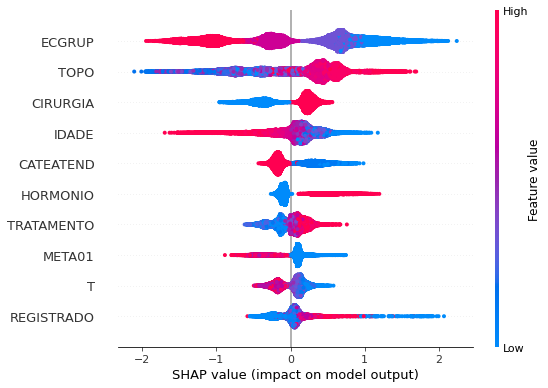 High
ECGRUP
TOPO
CIRURGIA
IDADE
CATEATEND
HORMONIO
TRATAMENTO
META01
T
REGISTRADO
Feature value
Low
−2 −1 0 1 2
SHAP value (impact on model output)